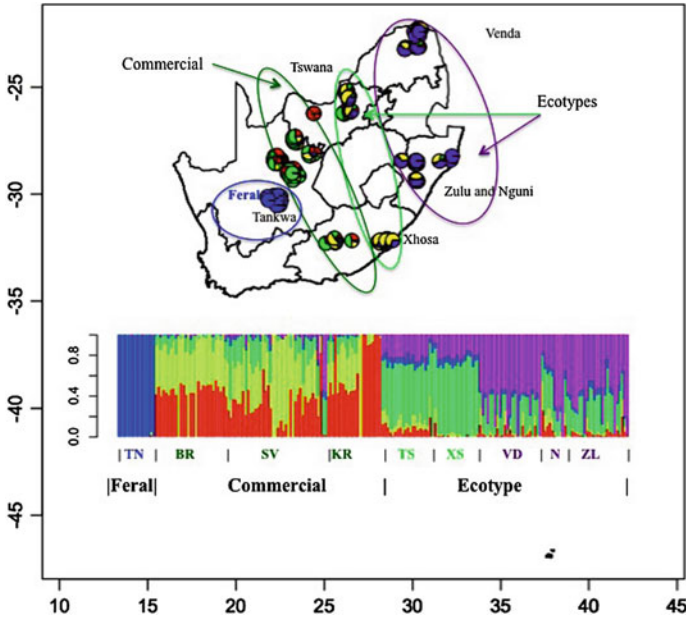 Venda
Tswana
Commercial
Ecotypes
Feral
Tankwa
Zulu and Nguni
Xhosa
-25
-30
-35
-40
-45
0.8
0.4
0.0
| TN | BR | SV | KR | TS | XS | VD | N | ZL |
|Feral| Commercial | Ecotype |
10 15 20 25 30 35 40 45